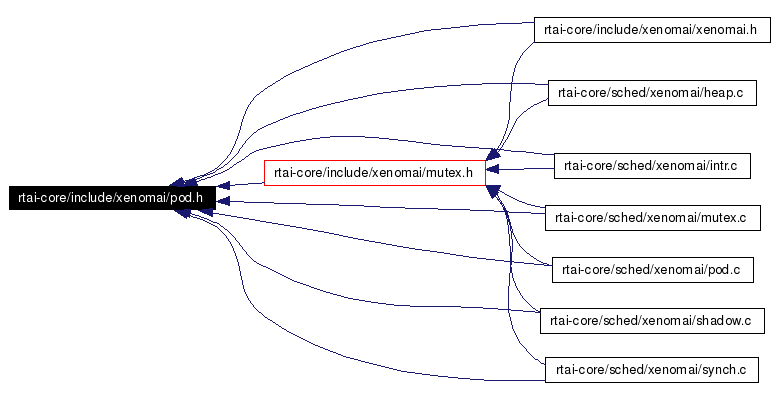 rtai-core/include/xenomai/xenomai.h
rtai-core/sched/xenomai/heap.c
rtai-core/sched/xenomai/intr.c
rtai-core/include/xenomai/mutex.h
rtai-core/include/xenomai/pod.h
rtai-core/sched/xenomai/mutex.c
rtai-core/sched/xenomai/pod.c
rtai-core/sched/xenomai/shadow.c
rtai-core/sched/xenomai/synch.c